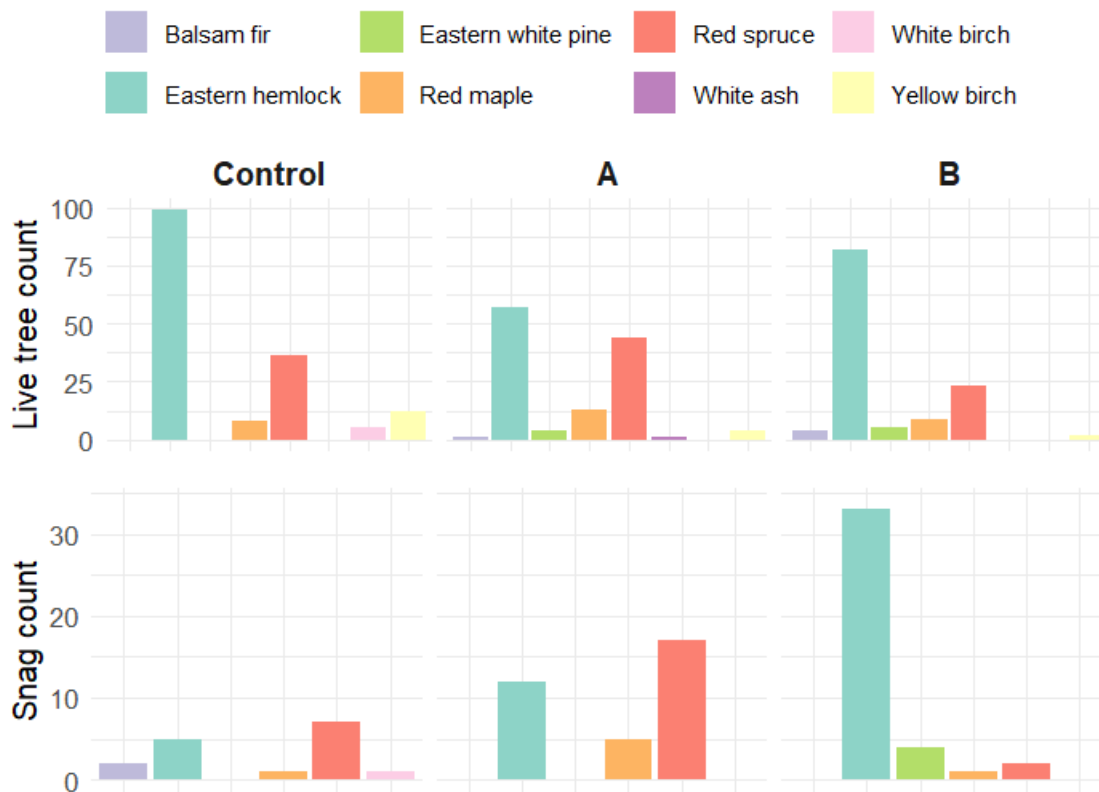 Balsam fir Eastern white pine Red spruce White birch
Eastern hemlock Red maple White ash Yellow birch
Control A B
Live tree count
100
75
50
25
0
Snag count
30
20
10
0